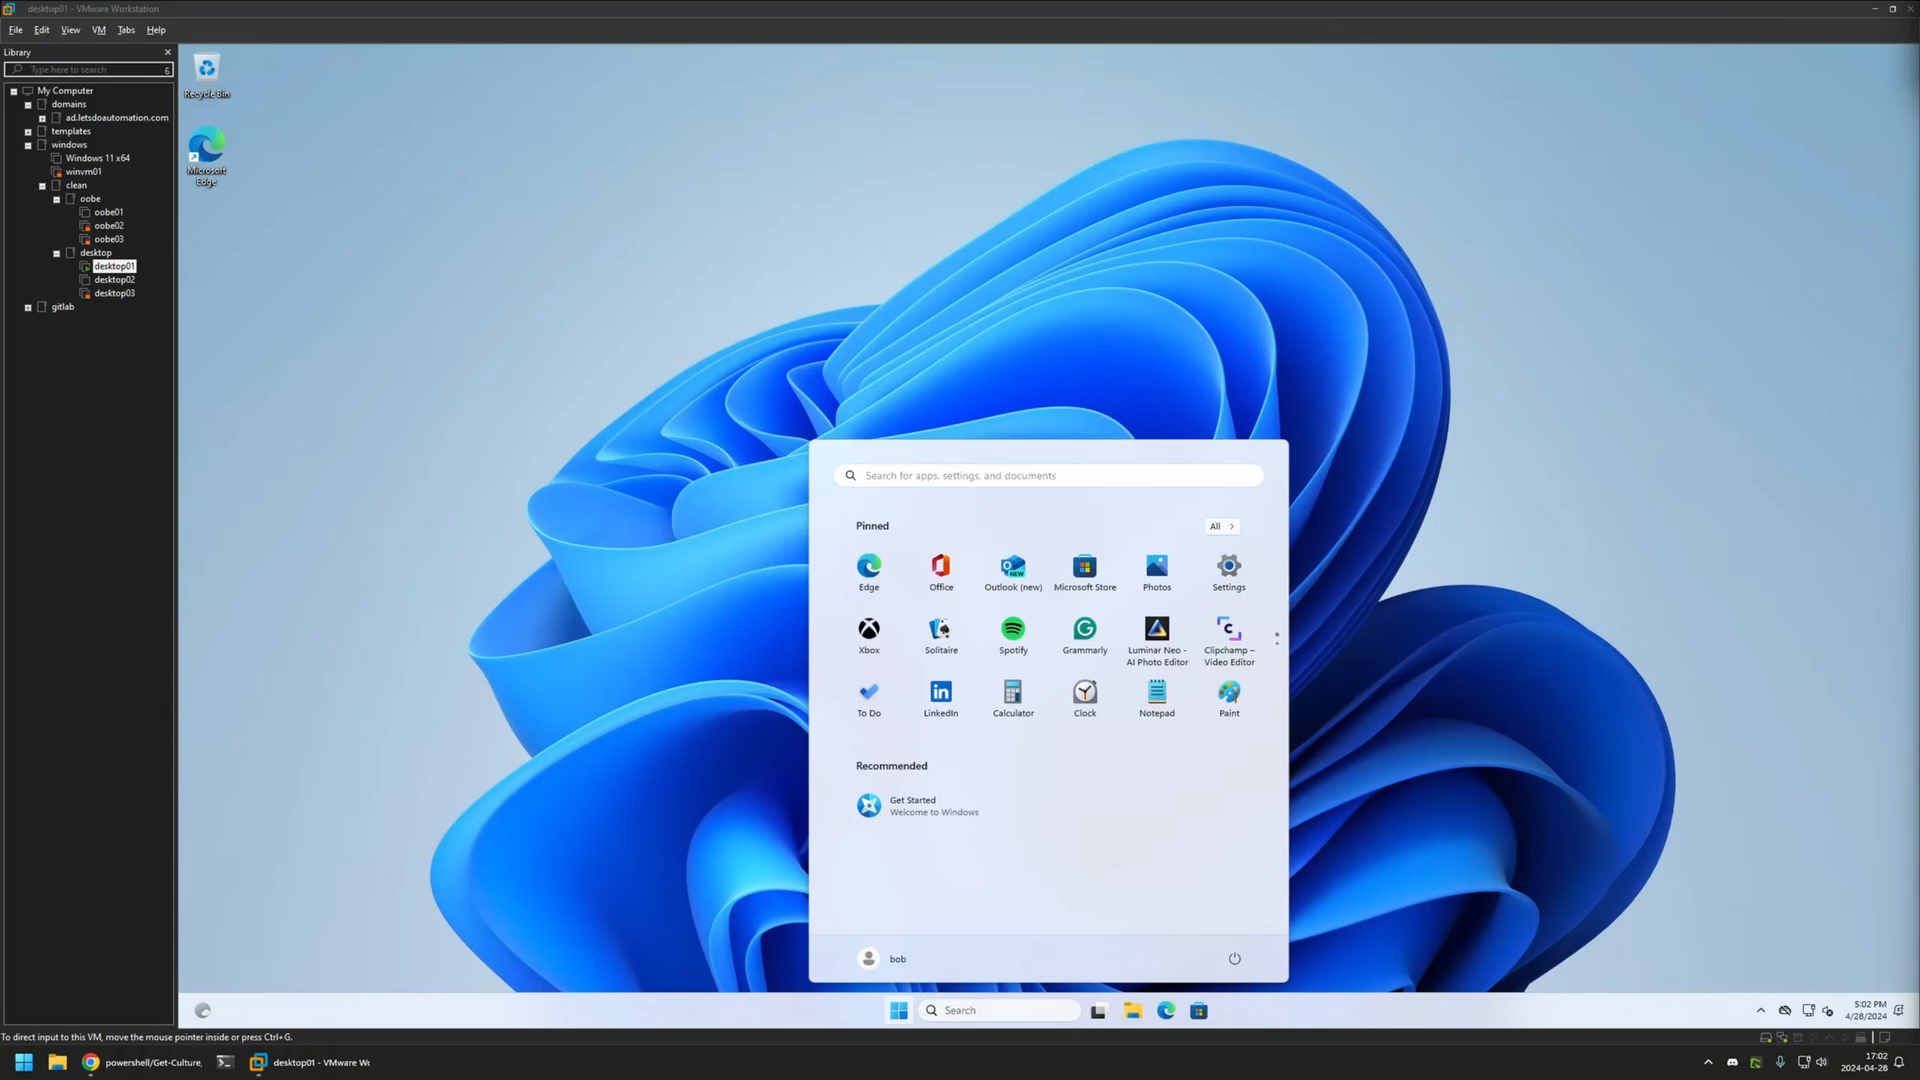 desktop01 - VMware Workstation
File Edit View VM Tabs Help
Library
Type here to search 6
My Computer
domains
ad.letsdoautomation.com
templates
windows
Windows 11 x64
winvm01
clean
oobe
oobe01
oobe02
oobe03
desktop
desktop01
desktop02
desktop03
gitlab
Recycle Bin
Microsoft
Edge
Search for apps, settings, and documents
Pinned
All
Edge
Office
Outlook (new)
Microsoft Store
Photos
Settings
Xbox
Solitaire
Spotify
Grammarly
Luminar Neo -
AI Photo Editor
Clipchamp –
Video Editor
To Do
LinkedIn
Calculator
Clock
Notepad
Paint
Recommended
Get Started
Welcome to Windows
bob
Search
5:02 PM
4/28/2024
To direct input to this VM, move the mouse pointer inside or press Ctrl+G.
powershell/Get-Culture,
desktop01 - VMware Wo
17:02
2024-04-28